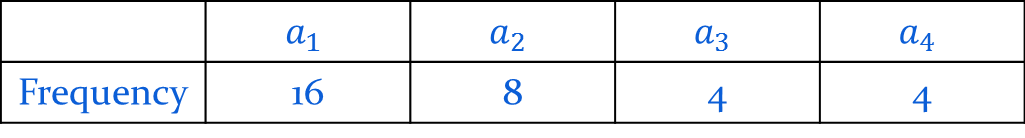 a₁ a₂ a₃ a₄
Frequency 16 8 4 4